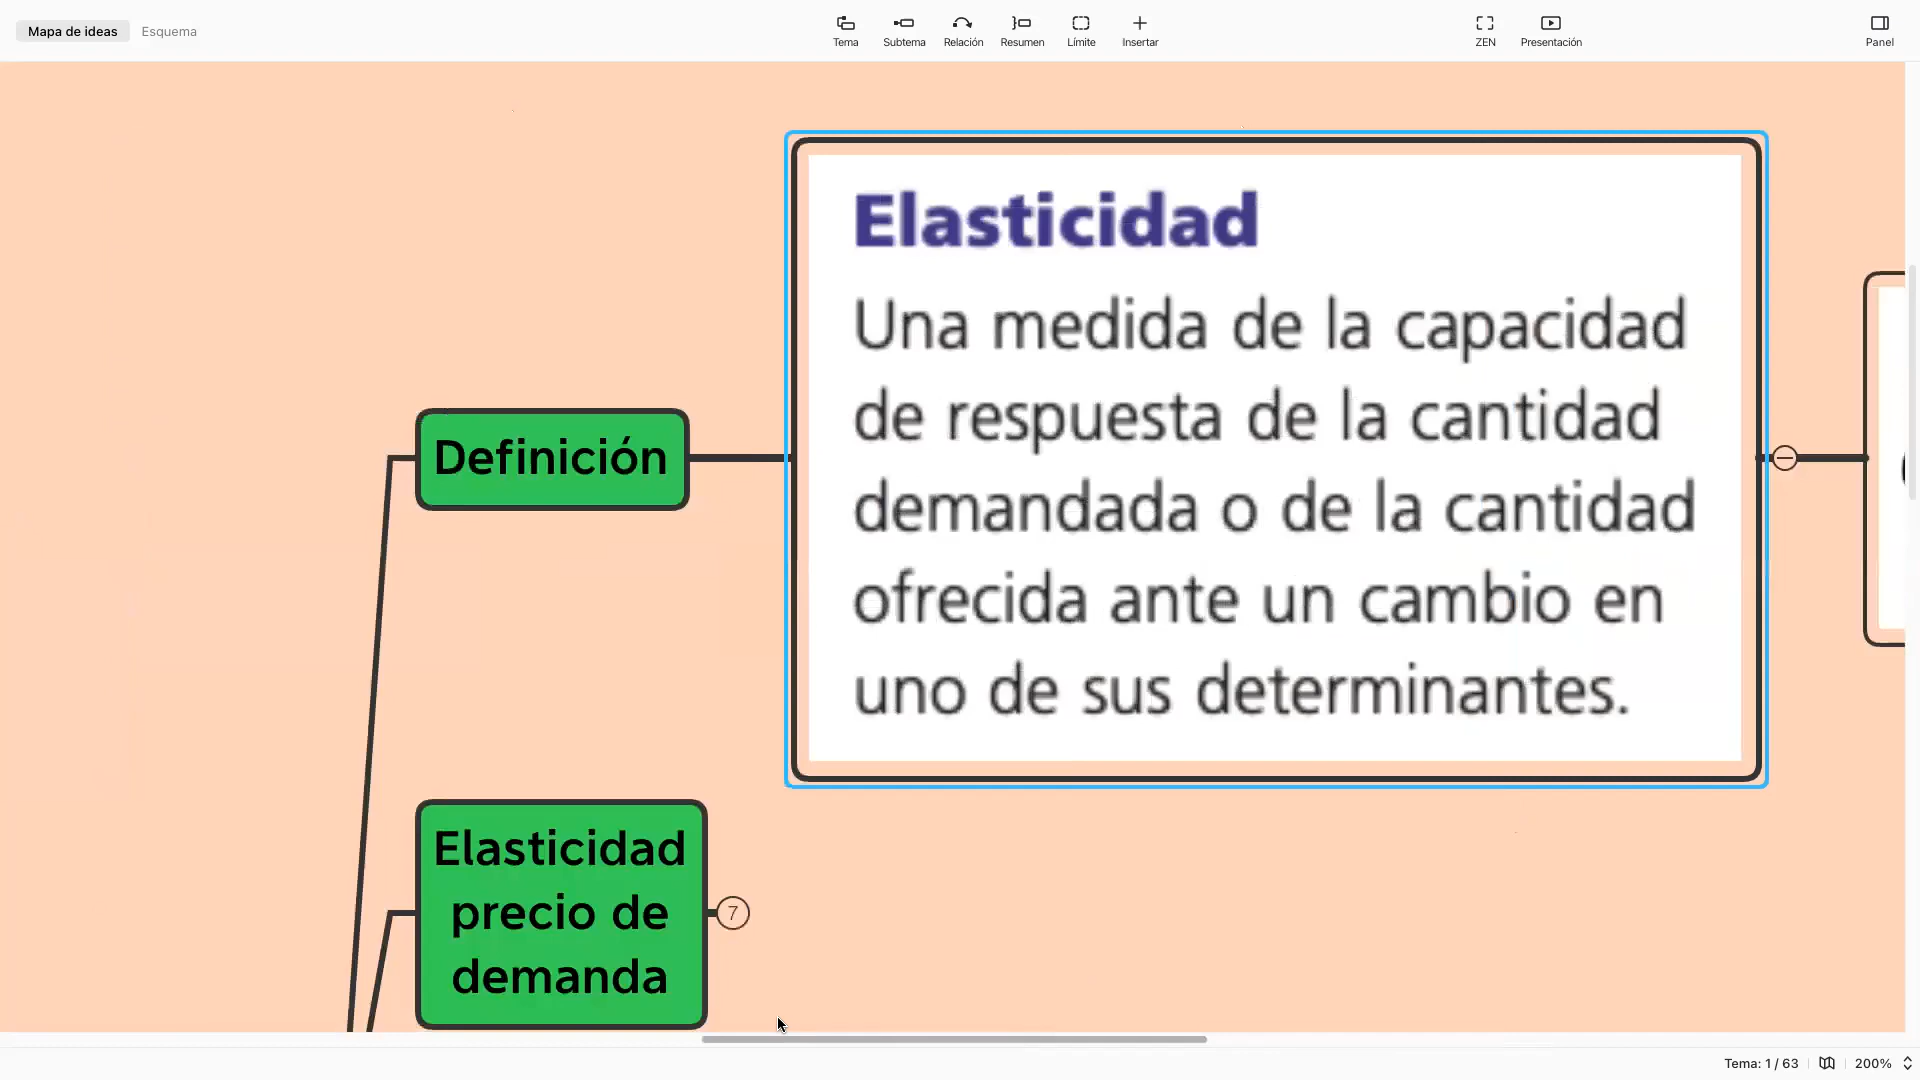 Mapa de ideas
Esquema
Tema
Subtema
Relación
Resumen
Límite
Insertar
ZEN
Presentación
Panel
Elasticidad
Una medida de la capacidad
de respuesta de la cantidad
demandada o de la cantidad
ofrecida ante un cambio en
uno de sus determinantes.
Definición
Elasticidad
precio de
demanda
7
Tema: 1 / 63
200%